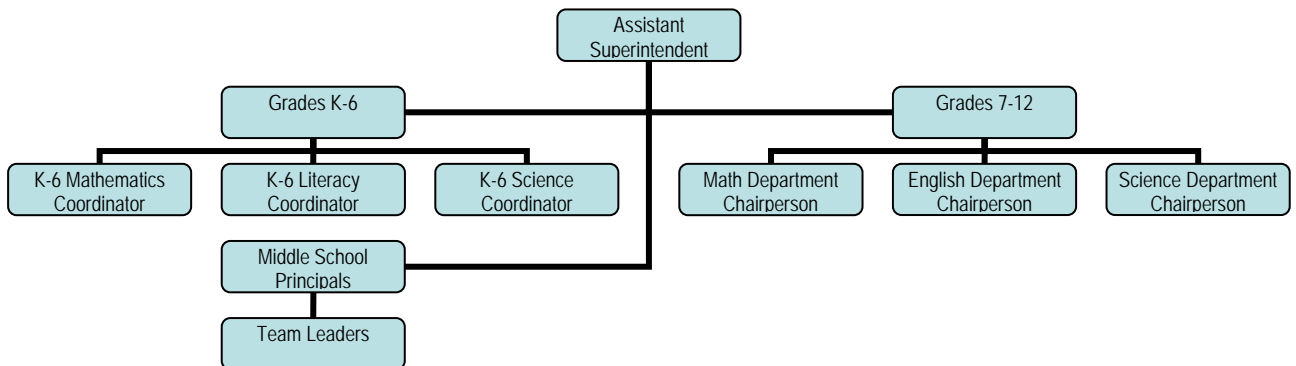 Assistant
Superintendent
Grades K-6
Grades 7-12
K-6 Mathematics
Coordinator
K-6 Literacy
Coordinator
K-6 Science
Coordinator
Math Department
Chairperson
English Department
Chairperson
Science Department
Chairperson
Middle School
Principals
Team Leaders